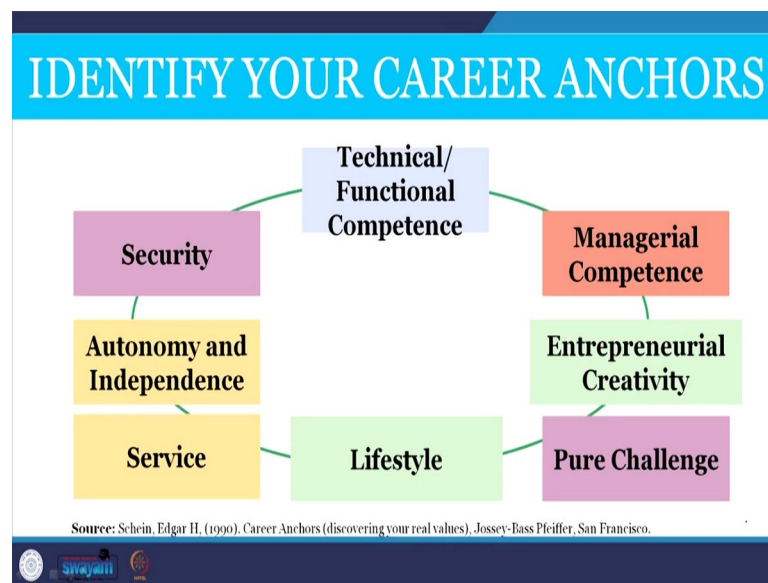 IDENTIFY YOUR CAREER ANCHORS
Technical/
Functional
Competence
Security
Managerial
Competence
Autonomy and
Independence
Entrepreneurial
Creativity
Service
Lifestyle
Pure Challenge
Source: Schein, Edgar H, (1990). Career Anchors (discovering your real values), Jossey-Bass Pfeiffer, San Francisco.
swayam